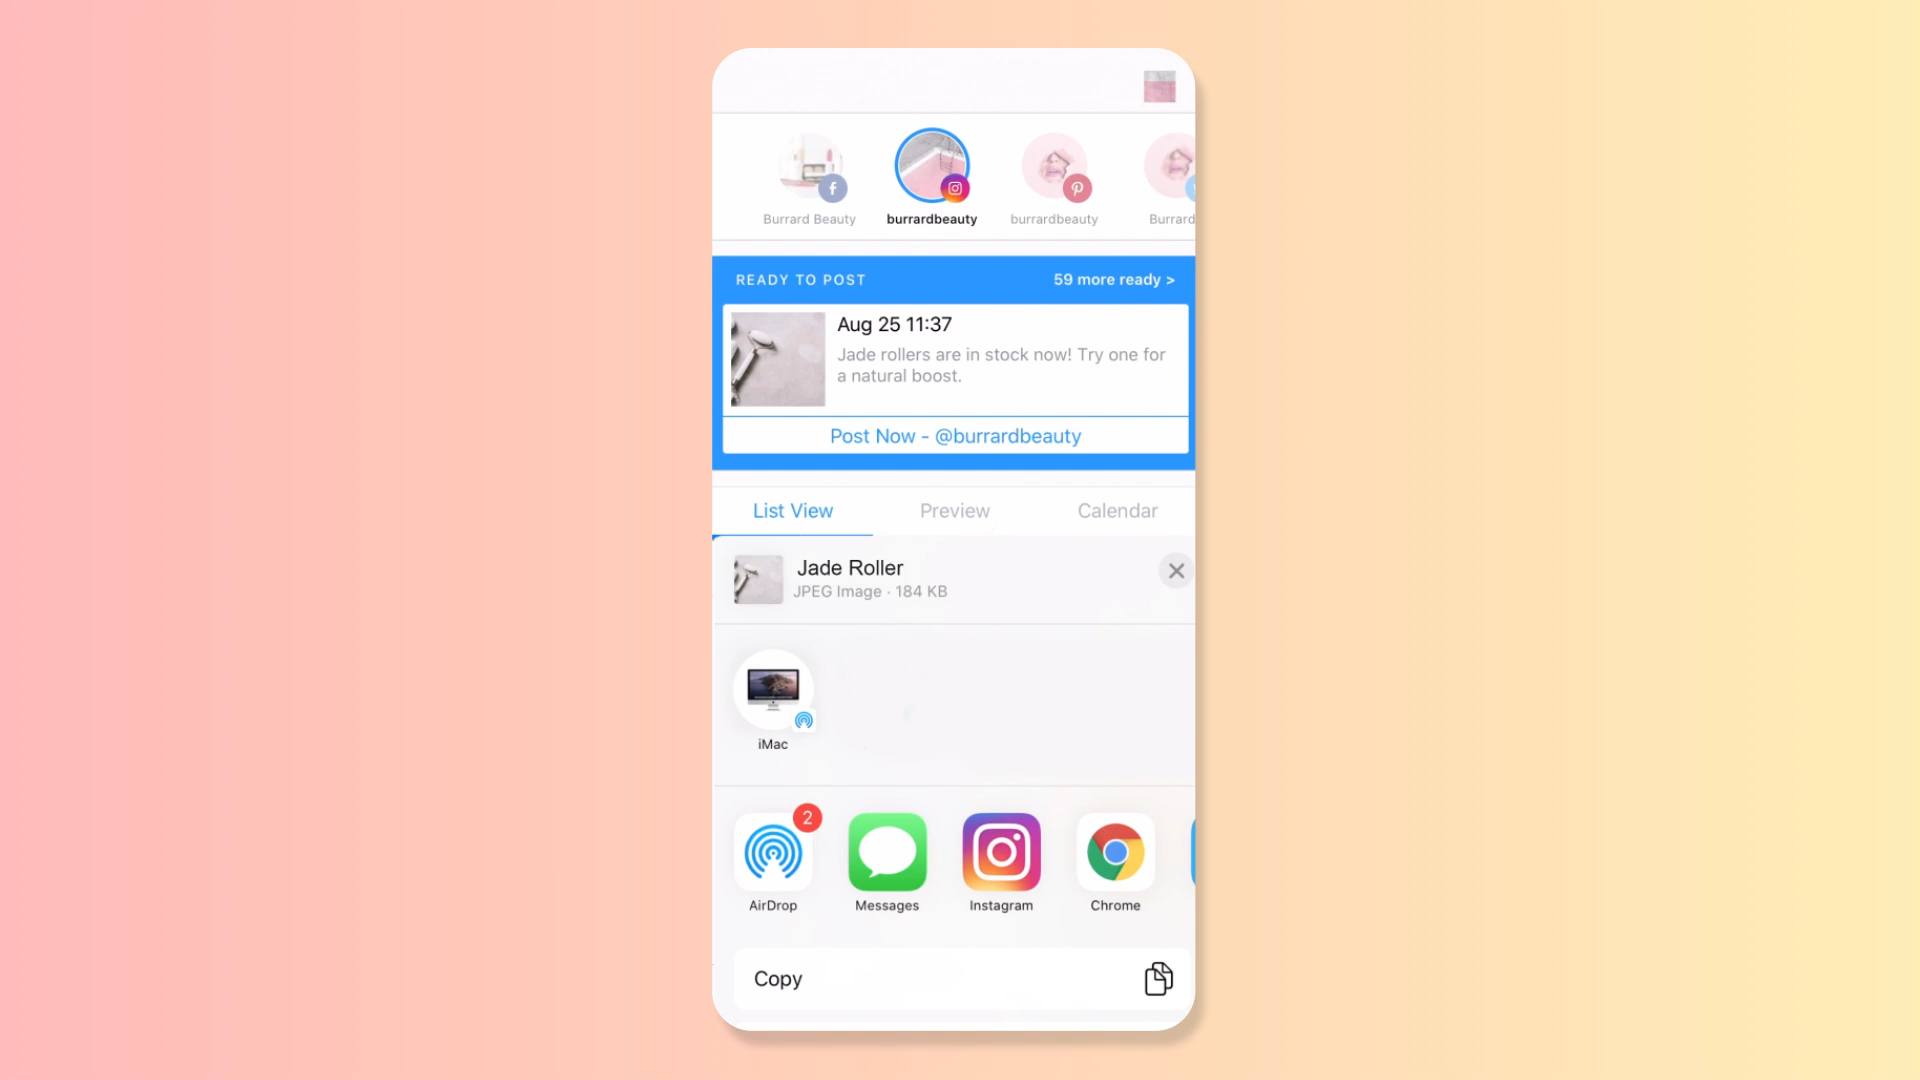 Burrard Beauty
burrardbeauty
burrardbeauty
Burrard
READY TO POST
59 more ready >
Aug 25 11:37
Jade rollers are in stock now! Try one for
a natural boost.
Post Now - @burrardbeauty
List View
Preview
Calendar
Jade Roller
JPEG Image · 184 KB
iMac
2
AirDrop
Messages
Instagram
Chrome
Copy